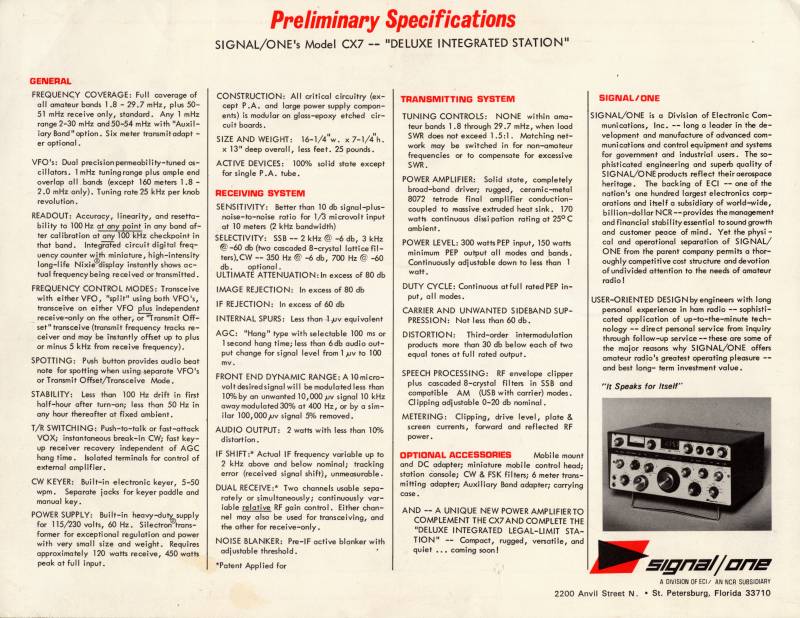 Preliminary Specifications
SIGNAL/ONE's Model CX7 -- "DELUXE INTEGRATED STATION"
GENERAL
FREQUENCY COVERAGE: Full coverage of
all amateur bands 1.8 - 29.7 mHz, plus 50-
51 mHz receive only, standard. Any 1 mHz
range 2-30 mHz and 50-54 mHz with "Auxil-
iary Band" option. Six meter transmit adapt -
er optional.
VFO's: Dual precision permeability-tuned os-
cillators. 1 mHz tuning range plus ample end
overlap all bands (except 160 meters 1.8 -
2.0 mHz only). Tuning rate 25 kHz per knob
revolution.
READOUT: Accuracy, linearity, and resetta-
bility to 100 Hz at any point in any band af-
ter calibration at any 100 kHz checkpoint in
that band. Integrated circuit digital freq-
uency counter with miniature, high-intensity
long-life Nixie® display instantly shows ac-
tual frequency being received or transmitted.
FREQUENCY CONTROL MODES: Transceive
with either VFO, "split" using both VFO's,
transceive on either VFO plus independent
receive-only on the other, or "Transmit Off-
set" transceive (transmit frequency tracks re-
ceiver and may be instantly offset up to plus
or minus 5 kHz from receive frequency).
SPOTTING: Push button provides audio beat
note for spotting when using separate VFO's
or Transmit Offset/Transceive Mode.
STABILITY: Less than 100 Hz drift in first
half-hour after turn-on; less than 50 Hz in
any hour thereafter at fixed ambient.
T/R SWITCHING: Push-to-talk or fast-attack
VOX; instantaneous break-in CW; fast key-
up receiver recovery independent of AGC
hang time. Isolated terminals for control of
external amplifier.
CW KEYER: Built-in electronic keyer, 5-50
wpm. Separate jacks for keyer paddle and
manual key.
POWER SUPPLY: Built-in heavy-duty supply
for 115/230 volts, 60 Hz. Silectron® trans-
former for exceptional regulation and power
with very small size and weight. Requires
approximately 120 watts receive, 450 watts
peak at full input.
CONSTRUCTION: All critical circuitry (ex-
cept P.A. and large power supply compon-
ents) is modular on glass-epoxy etched cir-
cuit boards.
SIZE AND WEIGHT: 16-1/4"w. x 7-1/4"h.
x 13" deep overall, less feet. 25 pounds.
ACTIVE DEVICES: 100% solid state except
for single P.A. tube.
RECEIVING SYSTEM
SENSITIVITY: Better than 10 db signal-plus-
noise-to-noise ratio for 1/3 microvolt input
at 10 meters (2 kHz bandwidth)
SELECTIVITY: SSB -- 2 kHz @ -6 db, 3 kHz
@ -60 db (two cascaded 8-crystal lattice fil-
ters), CW -- 350 Hz @ -6 db, 700 Hz @ -60
db. optional.
ULTIMATE ATTENUATION: In excess of 80 db
IMAGE REJECTION: In excess of 80 db
IF REJECTION: In excess of 60 db
INTERNAL SPURS: Less than 1 μv equivalent
AGC: "Hang" type with selectable 100 ms or
1 second hang time; less than 6 db audio out-
put change for signal level from 1 μv to 100
mv.
FRONT END DYNAMIC RANGE: A 10 micro-
volt desired signal will be modulated less than
10% by an unwanted 10,000 μv signal 10 kHz
away modulated 30% at 400 Hz, or by a sim-
ilar 100,000 μv signal 5% removed.
AUDIO OUTPUT: 2 watts with less than 10%
distortion.
IF SHIFT:* Actual IF frequency variable up to
2 kHz above and below nominal; tracking
error (received signal shift), unmeasurable.
DUAL RECEIVE:* Two channels usable sepa-
rately or simultaneously; continuously var-
iable relative RF gain control. Either chan-
nel may also be used for transceiving, and
the other for receive-only.
NOISE BLANKER: Pre-IF active blanker with
adjustable threshold.
*Patent Applied for
TRANSMITTING SYSTEM
TUNING CONTROLS: NONE within ama-
teur bands 1.8 through 29.7 mHz, when load
SWR does not exceed 1.5:1. Matching net-
work may be switched in for non-amateur
frequencies or to compensate for excessive
SWR.
POWER AMPLIFIER: Solid state, completely
broad-band driver; rugged, ceramic-metal
8072 tetrode final amplifier conduction-
coupled to massive extruded heat sink. 170
watts continuous dissipation rating at 25°C
ambient.
POWER LEVEL: 300 watts PEP input, 150 watts
minimum PEP output all modes and bands.
Continuously adjustable down to less than 1
watt.
DUTY CYCLE: Continuous at full rated PEP in-
put, all modes.
CARRIER AND UNWANTED SIDEBAND SUP-
PRESSION: Not less than 60 db.
DISTORTION: Third-order intermodulation
products more than 30 db below each of two
equal tones at full rated output.
SPEECH PROCESSING: RF envelope clipper
plus cascaded 8-crystal filters in SSB and
compatible AM (USB with carrier) modes.
Clipping adjustable 0-20 db nominal.
METERING: Clipping, drive level, plate &
screen currents, forward and reflected RF
power.
OPTIONAL ACCESSORIES Mobile mount
and DC adapter; miniature mobile control head;
station console; CW & FSK filters; 6 meter trans-
mitting adapter; Auxiliary Band adapter; carrying
case.
AND -- A UNIQUE NEW POWER AMPLIFIER TO
COMPLEMENT THE CX7 AND COMPLETE THE
"DELUXE INTEGRATED LEGAL-LIMIT STA-
TION" -- Compact, rugged, versatile, and
quiet ... coming soon!
SIGNAL/ONE
SIGNAL/ONE is a Division of Electronic Com-
munications, Inc. -- long a leader in the de-
velopment and manufacture of advanced com-
munications and control equipment and systems
for government and industrial users. The so-
phisticated engineering and superb quality of
SIGNAL/ONE products reflect their aerospace
heritage. The backing of ECI -- one of the
nation's one hundred largest electronics corp-
orations and itself a subsidiary of world-wide,
billion-dollar NCR--provides the management
and financial stability essential to sound growth
and customer peace of mind. Yet the physi -
cal and operational separation of SIGNAL/
ONE from the parent company permits a thor-
oughly competitive cost structure and devotion
of undivided attention to the needs of amateur
radio!
USER-ORIENTED DESIGN by engineers with long
personal experience in ham radio -- sophisti-
cated application of up-to-the-minute tech-
nology -- direct personal service from inquiry
through follow-up service -- these are some of
the major reasons why SIGNAL/ONE offers
amateur radio's greatest operating pleasure --
and best long- term investment value.
"It Speaks for Itself"
signal/one
A DIVISION OF ECI/ AN NCR SUBSIDIARY
2200 Anvil Street N. • St. Petersburg, Florida 33710